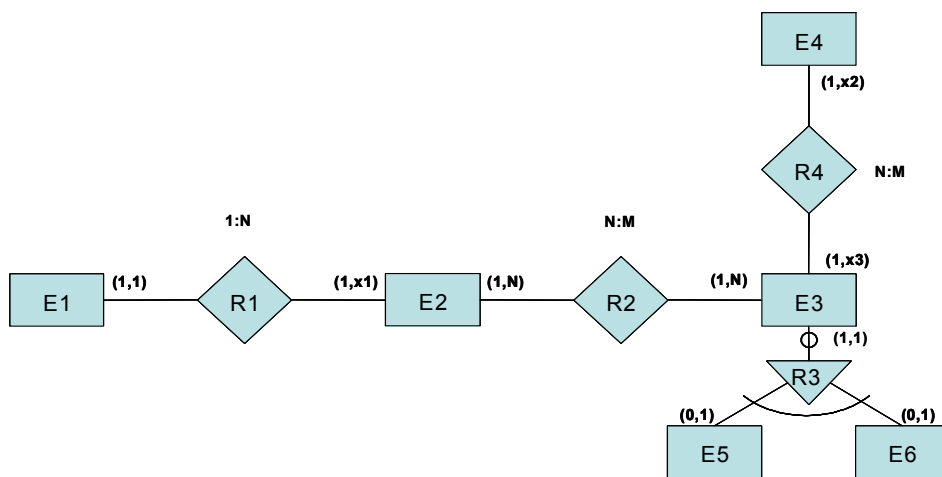 E4
(1,x2)
R4
N:M
1:N
N:M
(1,x3)
E1
(1,1)
R1
(1,x1)
E2
(1,N)
R2
(1,N)
E3
(1,1)
R3
(0,1)
(0,1)
E5
E6